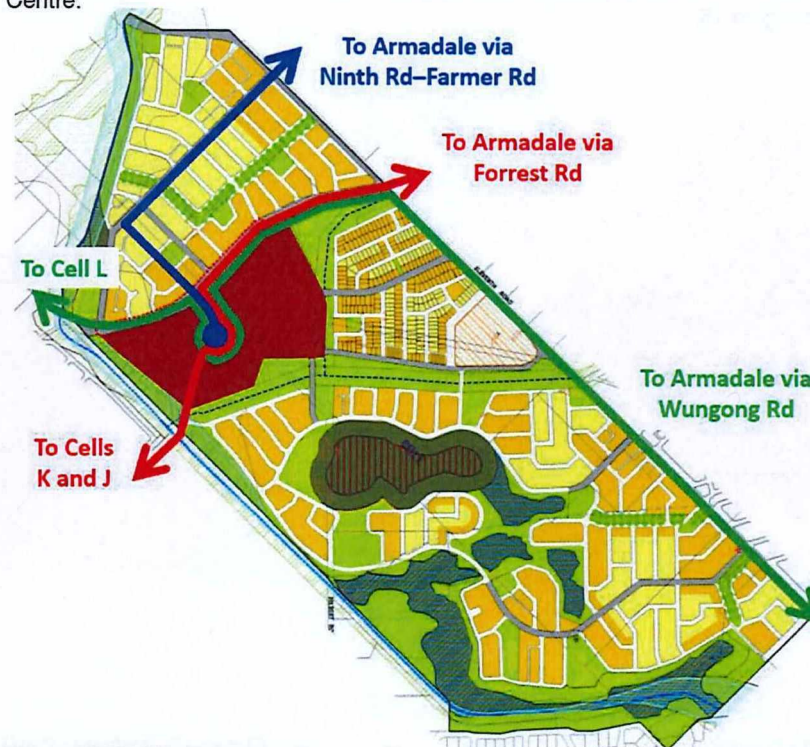 Centre.
To Armadale via
Ninth Rd–Farmer Rd
To Armadale via
Forrest Rd
To Cell L
To Armadale via
Wungong Rd
To Cells
K and J